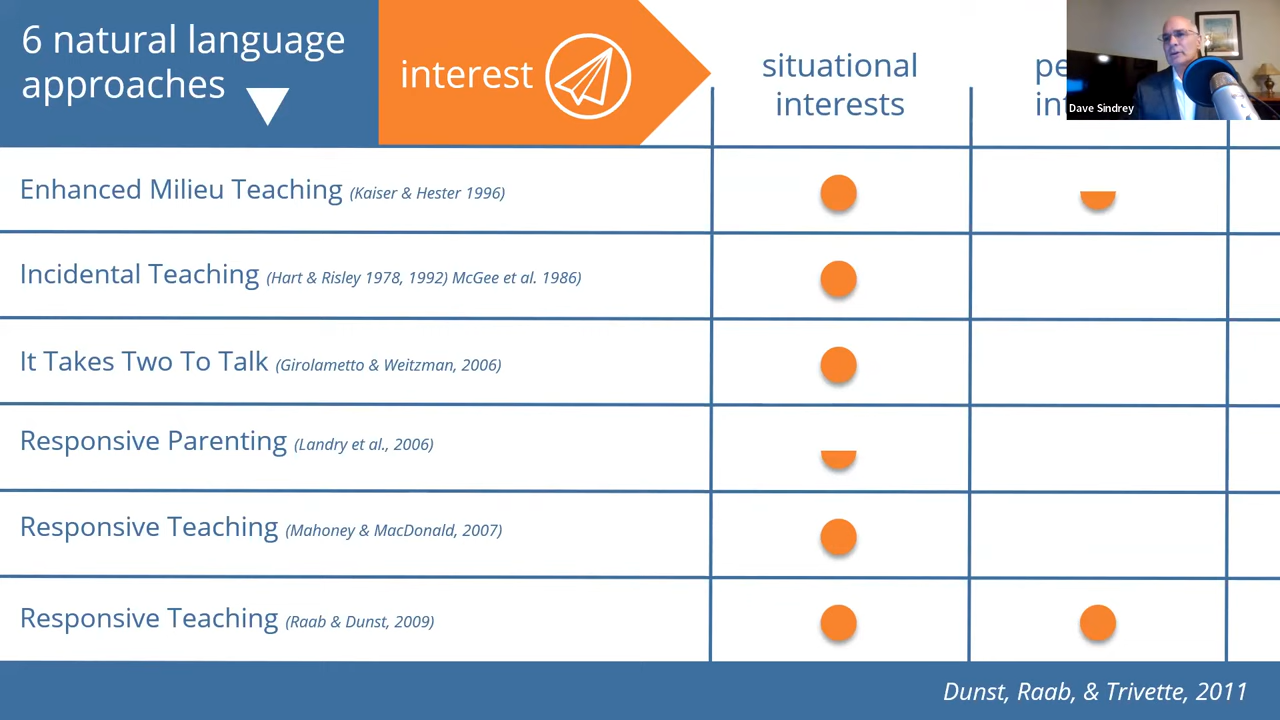 6 natural language
approaches
interest
situational
interests
Dave Sindrey
Enhanced Milieu Teaching (Kaiser & Hester 1996)
Incidental Teaching (Hart & Risley 1978, 1992) McGee et al. 1986)
It Takes Two To Talk (Girolametto & Weitzman, 2006)
Responsive Parenting (Landry et al., 2006)
Responsive Teaching (Mahoney & MacDonald, 2007)
Responsive Teaching (Raab & Dunst, 2009)
Dunst, Raab, & Trivette, 2011